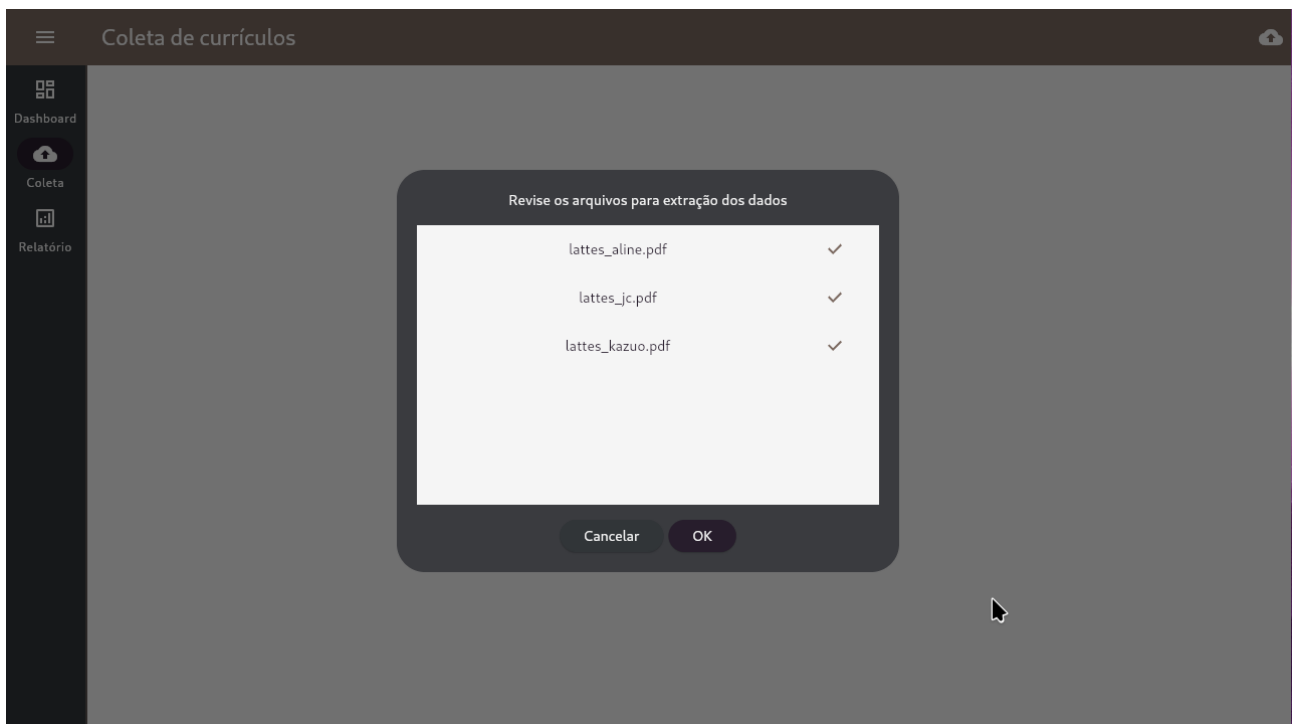 Coleta de currículos
Dashboard
Coleta
Relatório
Revise os arquivos para extração dos dados
lattes_aline.pdf
lattes_jc.pdf
lattes_kazuo.pdf
Cancelar OK